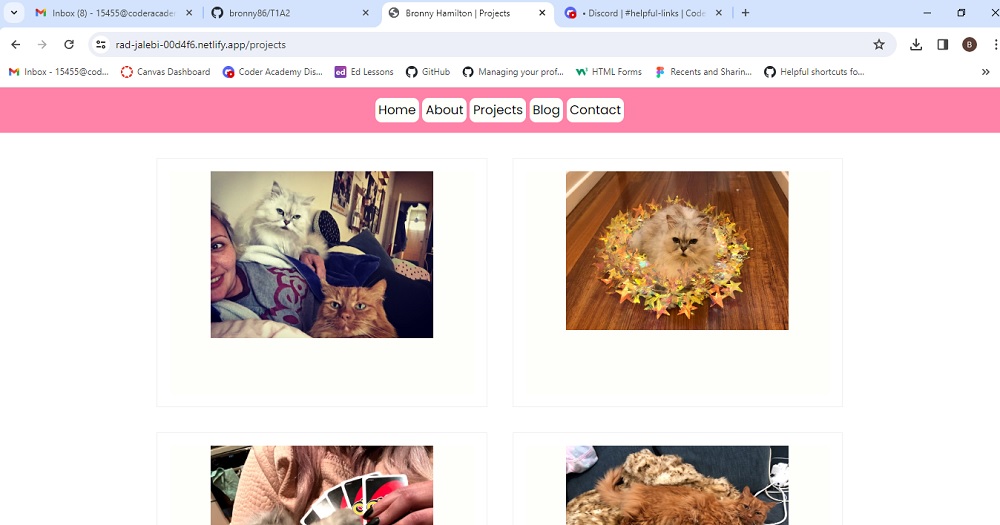 Inbox (8) - 15455@coderacader
bronny86/T1A2
Bronny Hamilton | Projects
• Discord | #helpful-links | Code
rad-jalebi-00d4f6.netlify.app/projects
B
Inbox - 15455@cod...
Canvas Dashboard
Coder Academy Dis...
ed Ed Lessons
GitHub
Managing your prof...
HTML Forms
Recents and Sharin...
Helpful shortcuts fo...
Home About Projects Blog Contact